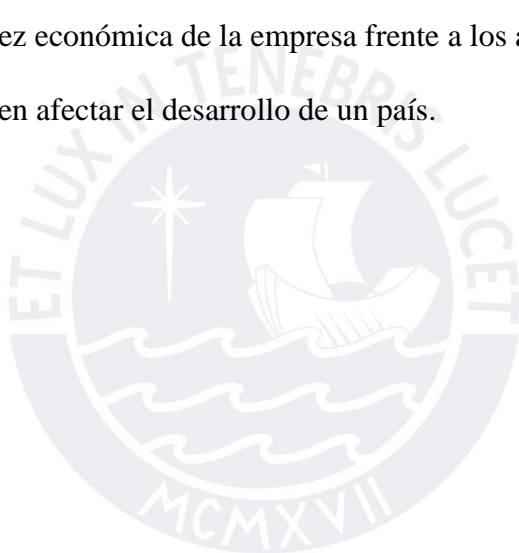 ez económica de la empresa frente a los a
en afectar el desarrollo de un país.
ET LUX IN TENEBRIS LUCET
MCMXVII